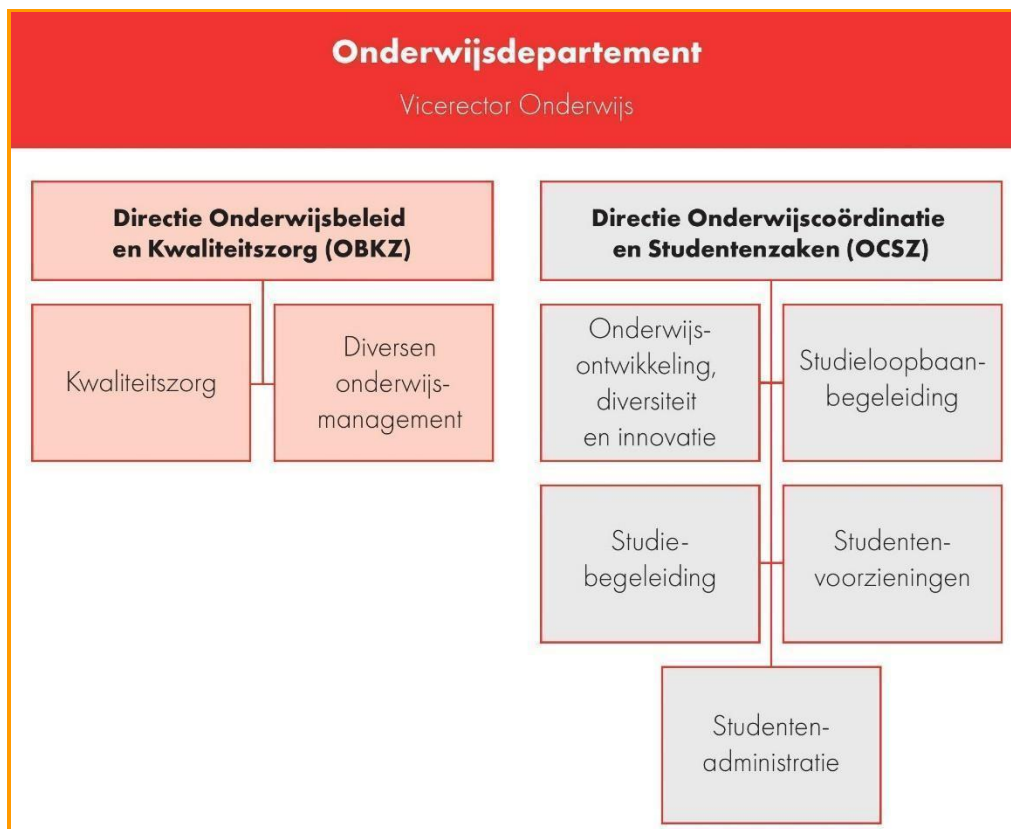 Onderwijsdepartement
Vicerector Onderwijs
Directie Onderwijsbeleid
en Kwaliteitszorg (OBKZ)
Kwaliteitszorg
Diversen
onderwijs-
management
Directie Onderwijscoördinatie
en Studentenzaken (OCSZ)
Onderwijs-
ontwikkeling,
diversiteit
en innovatie
Studieloopbaan-
begeleiding
Studie-
begeleiding
Studenten-
voorzieningen
Studenten-
administratie